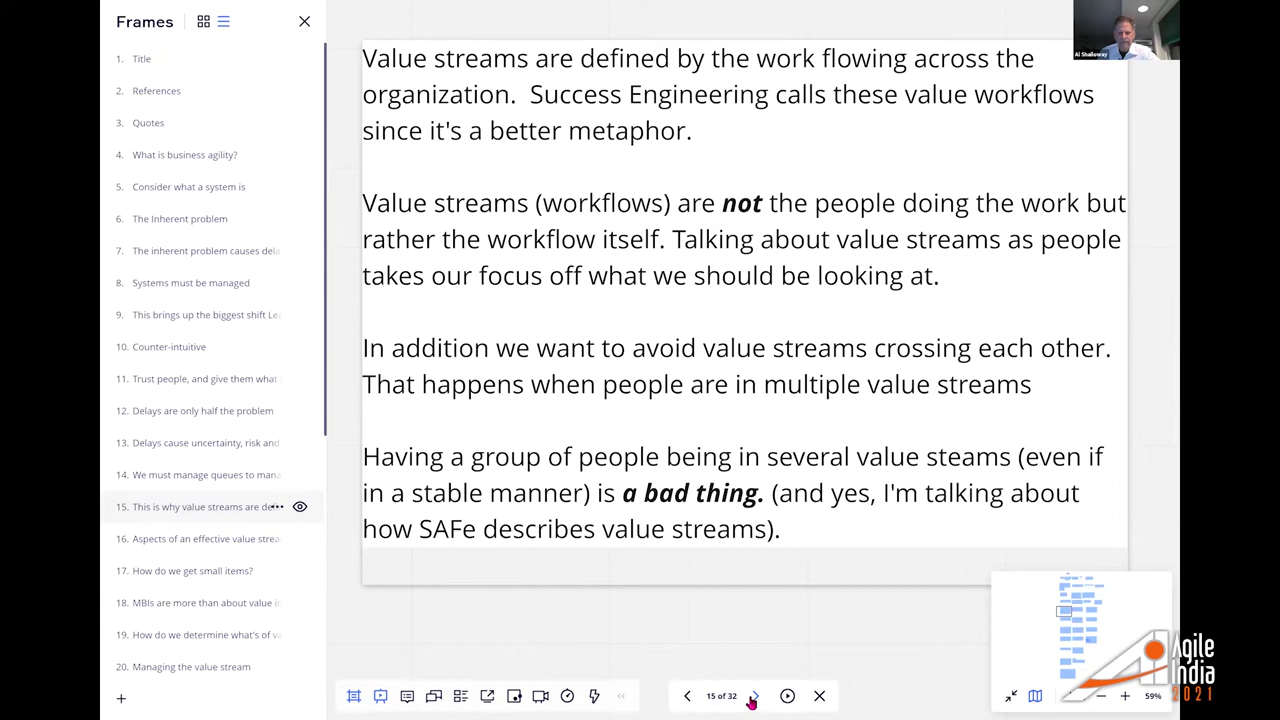 Frames
1. Title
2. References
3. Quotes
4. What is business agility?
5. Consider what a system is
6. The Inherent problem
7. The inherent problem causes dela
8. Systems must be managed
9. This brings up the biggest shift Le
10. Counter-intuitive
11. Trust people, and give them what
12. Delays are only half the problem
13. Delays cause uncertainty, risk and
14. We must manage queues to mana
15. This is why value streams are de
16. Aspects of an effective value strea
17. How do we get small items?
18. MBIs are more than about value i
19. How do we determine what's of va
20. Managing the value stream
Value streams are defined by the work flowing across the
organization. Success Engineering calls these value workflows
since it's a better metaphor.
Value streams (workflows) are not the people doing the work but
rather the workflow itself. Talking about value streams as people
takes our focus off what we should be looking at.
In addition we want to avoid value streams crossing each other.
That happens when people are in multiple value streams
Having a group of people being in several value steams (even if
in a stable manner) is a bad thing. (and yes, I'm talking about
how SAFe describes value streams).
Al Shalloway
15 of 32
59%
Agile
India
2021